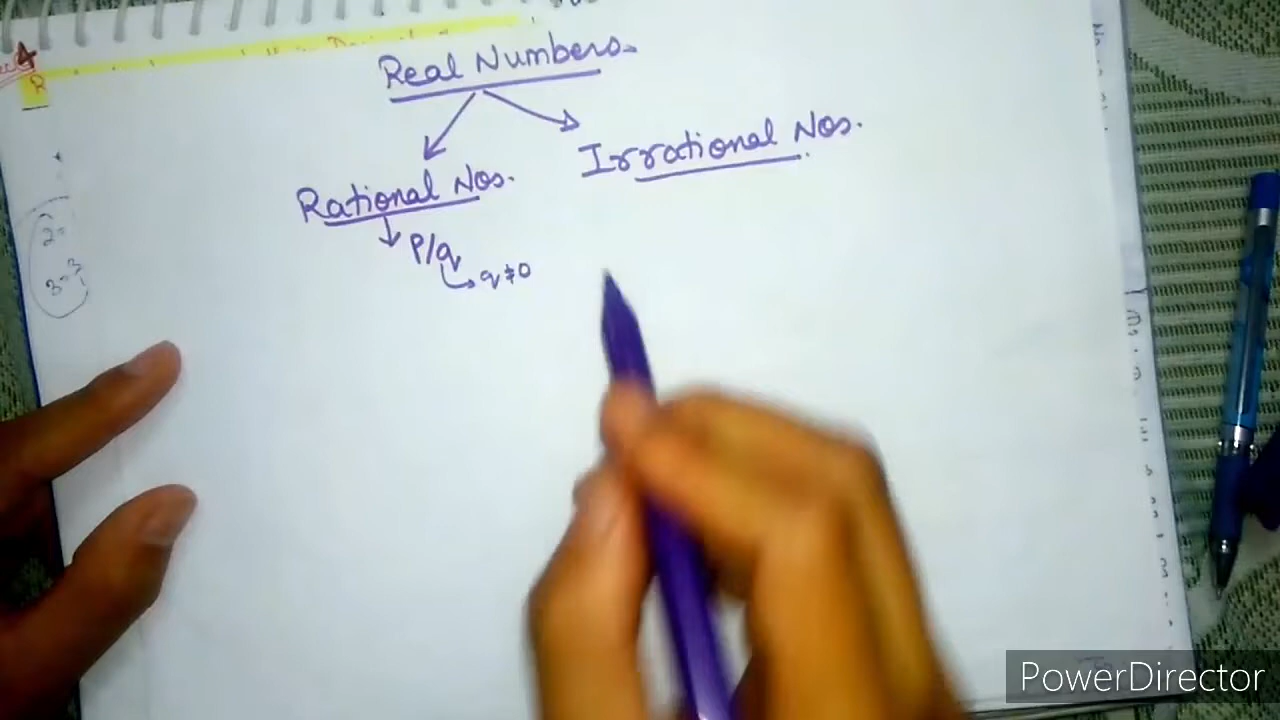 Real Numbers
Irrational Nos.
Rational Nos.
P/q
q ≠ 0
PowerDirector